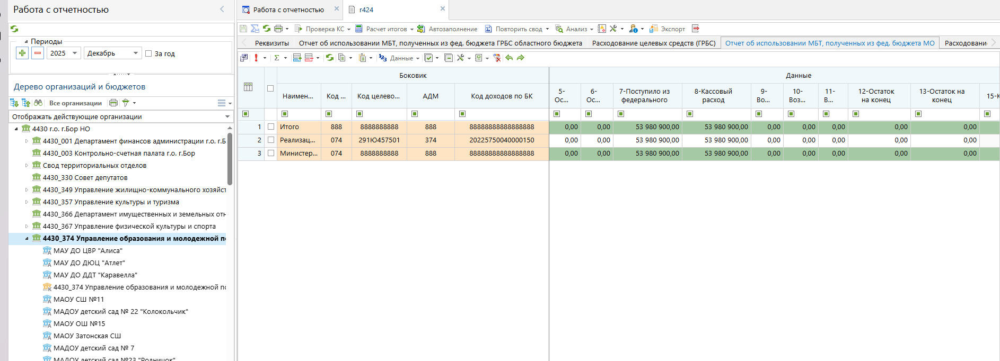 Работа с отчетностью
Периоды
2025
Декабрь
За год
Дерево организаций и бюджетов
Все организации
Отображать действующие организации
4430 г.о. г.Бор НО
4430_001 Департамент финансов администрации г.о. г.Б
4430_003 Контрольно-счетная палата г.о. г.Бор
Свод территориальных отделов
4430_330 Совет депутатов
4430_349 Управление жилищно-коммунального хозяйст
4430_357 Управление культуры и туризма
4430_366 Департамент имущественных и земельных отн
4430_367 Управление физической культуры и спорта
4430_374 Управление образования и молодежной по
МАУ ДО ЦВР "Алиса"
МАУ ДО ДЮЦ "Атлет"
МАУ ДО ДДТ "Каравелла"
4430_374 Управление образования и молодежной по
МАОУ СШ №11
МАДОУ детский сад № 22 "Колокольчик"
МАОУ ОШ №15
МАОУ Затонская СШ
МАДОУ детский сад № 7
МАДОУ детский сад №23 "Родничок"
Работа с отчетностью
r424
Проверка КС
Расчет итогов
Автозаполнение
Повторить свод
Анализ
Экспорт
Реквизиты
Отчет об использовании МБТ, полученных из фед. бюджета ГРБС областного бюджета
Расходование целевых средств (ГРБС)
Отчет об использовании МБТ, полученных из фед. бюджета МО
Расходовани
Данные
Боковик Данные
Наимен... Код ... Код целево... АДМ Код доходов по БК 5-Ос... 6-Ос... 7-Поступило из федерального 8-Кассовый расход 9-Во... 10-Воз... 11-В... 12-Остаток на конец 13-Остаток на конец 15-К
1 Итого 888 8888888888 888 88888888888888888 0,00 0,00 53 980 900,00 53 980 900,00 0,00 0,00 0,00 0,00 0,00
2 Реализац... 074 291Ю457501 374 20225750040000150 0,00 0,00 53 980 900,00 53 980 900,00 0,00 0,00 0,00 0,00 0,00
3 Министер... 074 8888888888 888 88888888888888888 0,00 0,00 53 980 900,00 53 980 900,00 0,00 0,00 0,00 0,00 0,00